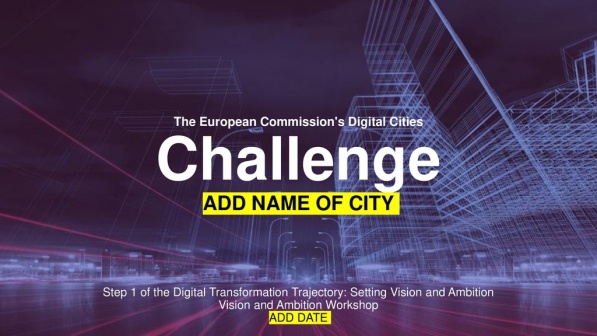 The European Commission's Digital Cities
Challenge
ADD NAME OF CITY
Step 1 of the Digital Transformation Trajectory: Setting Vision and Ambition
Vision and Ambition Workshop
ADD DATE